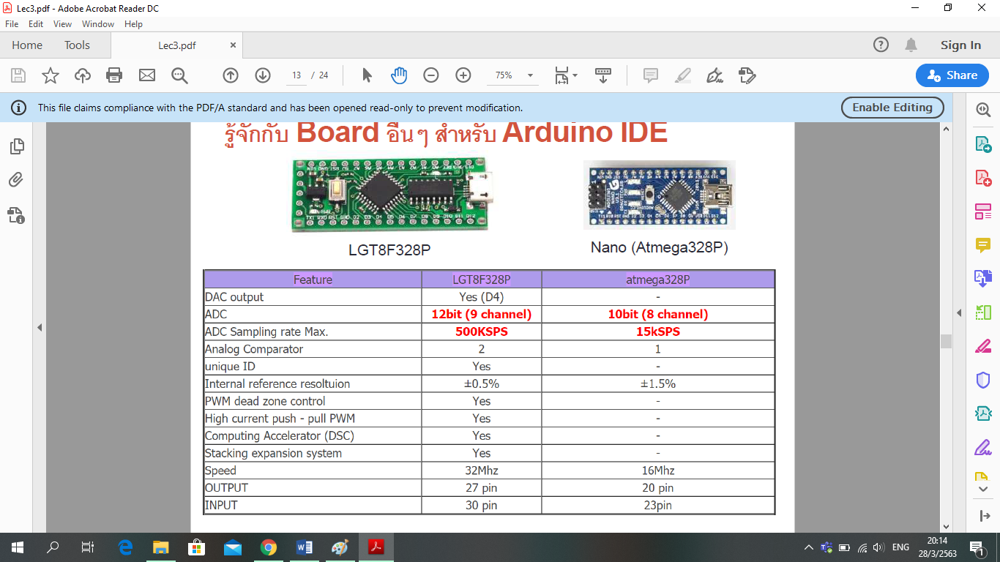 Lec3.pdf - Adobe Acrobat Reader DC
File Edit View Window Help
Home Tools Lec3.pdf × Sign In
13 / 24 75% Share
This file claims compliance with the PDF/A standard and has been opened read-only to prevent modification. Enable Editing
รู้จักกับ Board อื่นๆ สำหรับ Arduino IDE
LGT8F328P
Nano (Atmega328P)
Feature LGT8F328P atmega328P
DAC output Yes (D4) -
ADC 12bit (9 channel) 10bit (8 channel)
ADC Sampling rate Max. 500KSPS 15kSPS
Analog Comparator 2 1
unique ID Yes -
Internal reference resoltuion ±0.5% ±1.5%
PWM dead zone control Yes -
High current push - pull PWM Yes -
Computing Accelerator (DSC) Yes -
Stacking expansion system Yes -
Speed 32Mhz 16Mhz
OUTPUT 27 pin 20 pin
INPUT 30 pin 23pin
ENG
20:14
28/3/2563
1